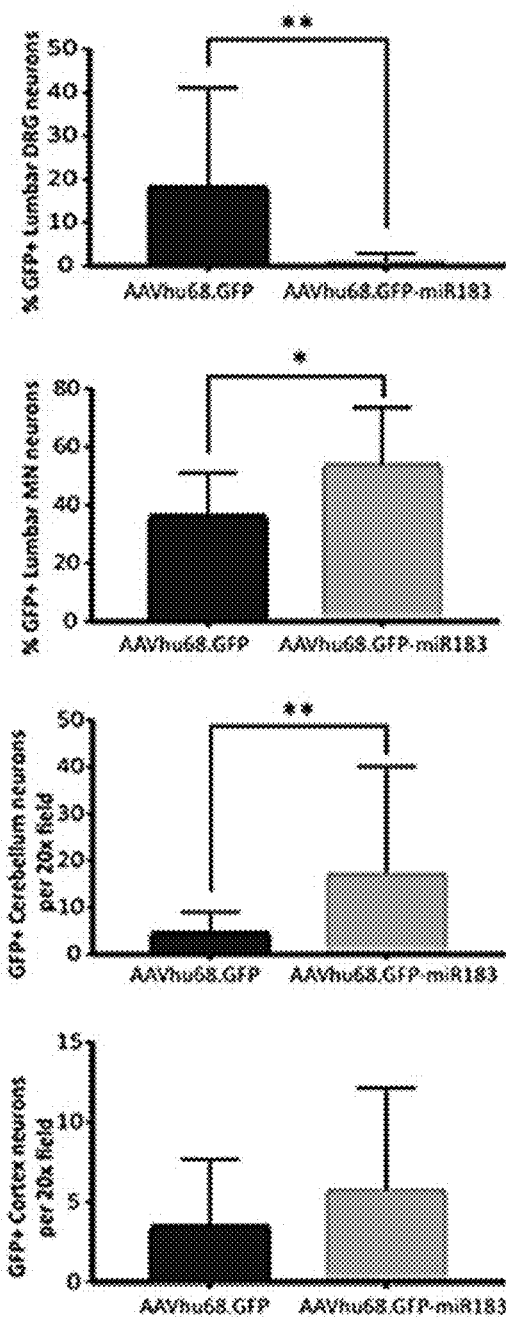 **
% GFP+ Lumbar DRG neurons
50
40
30
20
10
0
AAVhu68.GFP AAVhu68.GFP-miR183
*
% GFP+ Lumbar MN neurons
80
60
40
20
0
AAVhu68.GFP AAVhu68.GFP-miR183
**
GFP+ Cerebellum neurons
per 20x field
50
40
30
20
10
0
AAVhu68.GFP AAVhu68.GFP-miR183
GFP+ Cortex neurons
per 20x field
15
10
5
0
AAVhu68.GFP AAVhu68.GFP-miR183